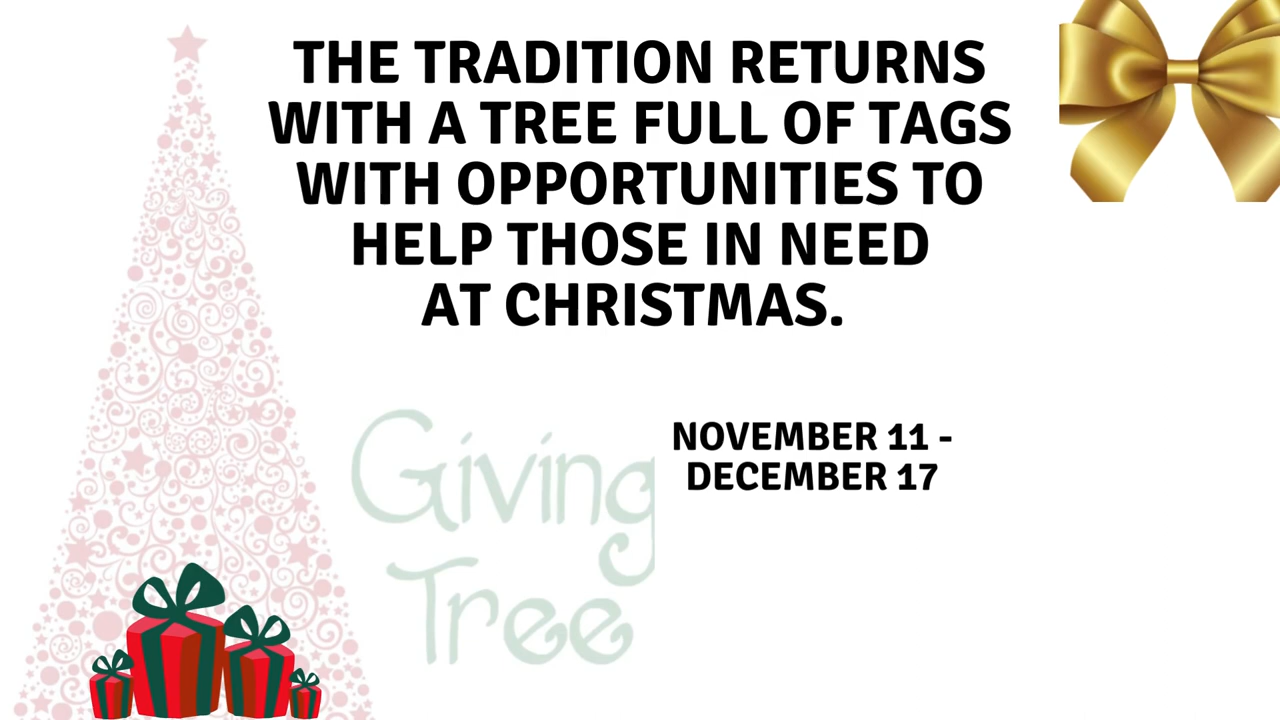 THE TRADITION RETURNS
WITH A TREE FULL OF TAGS
WITH OPPORTUNITIES TO
HELP THOSE IN NEED
AT CHRISTMAS.
Giving
Tree
NOVEMBER 11 -
DECEMBER 17